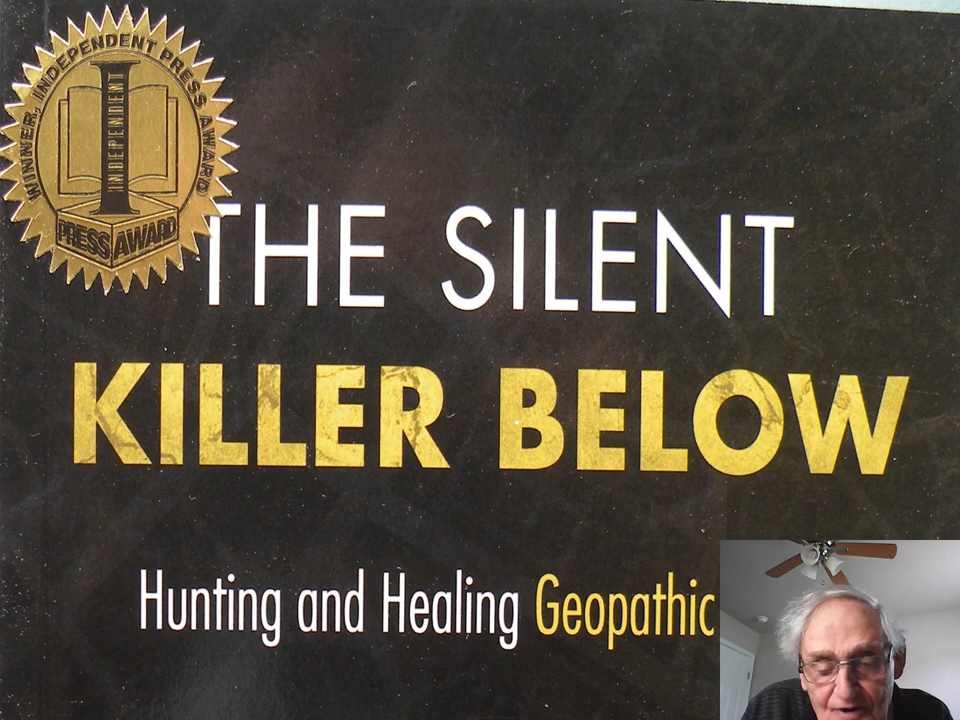 WINNER, INDEPENDENT PRESS AWARD
INDEPENDENT
PRESS AWARD
THE SILENT
KILLER BELOW
Hunting and Healing Geopathic